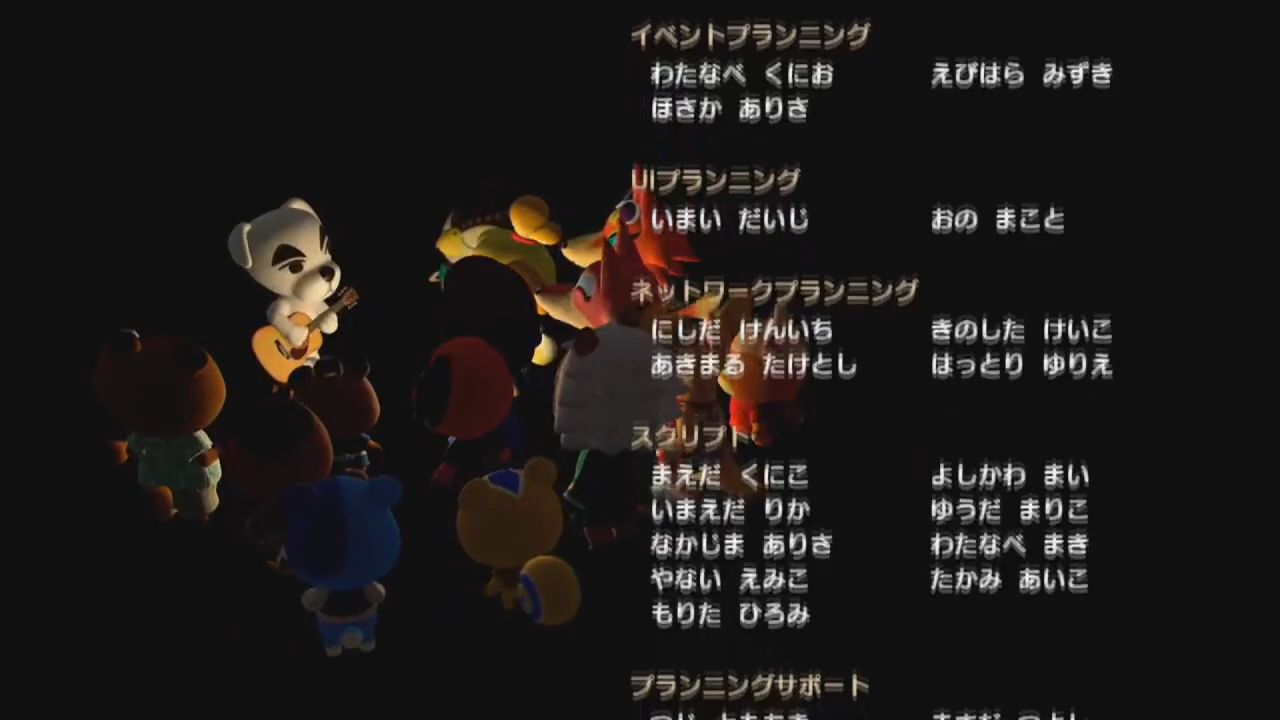 イベントプランニング
わたなべ くにお えびはら みずき
ほさか ありさ
UIプランニング
いまい だいじ おの まこと
ネットワークプランニング
にしだ けんいち きのした けいこ
あきまる たけとし はっとり ゆりえ
スクリプト
まえだ くにこ よしかわ まい
いまえだ りか ゆうだ まりこ
なかじま ありさ わたなべ まき
やない えみこ たかみ あいこ
もりた ひろみ
プランニングサポート